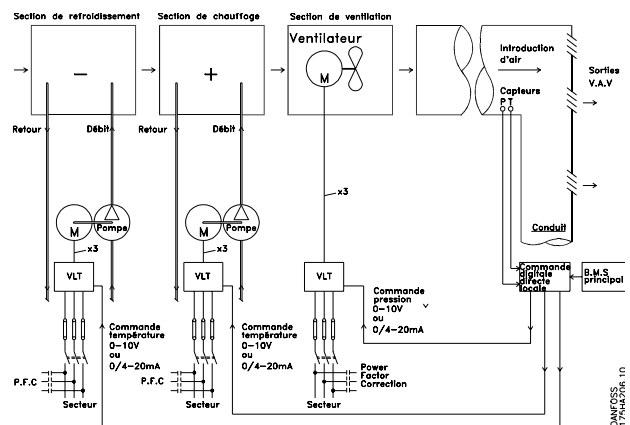 Section de refroidissement
Section de chauffage
Section de ventilation
Ventilateur
M
−
+
Introduction
d'air
Sorties
V.A.V
Capteurs
P T
Retour
Débit
Retour
Débit
x3
M
Pompe
M
Pompe
x3
x3
Conduit
VLT
VLT
VLT
Commande
digitale
directe
locale
B.M.S
principal
Commande
pression
0-10V
ou
0/4-20mA
Commande
température
0-10V
ou
0/4-20mA
Commande
température
0-10V
ou
0/4-20mA
Power
Factor
Correction
P.F.C
P.F.C
Secteur
Secteur
Secteur
DANFOSS
175HA206.10